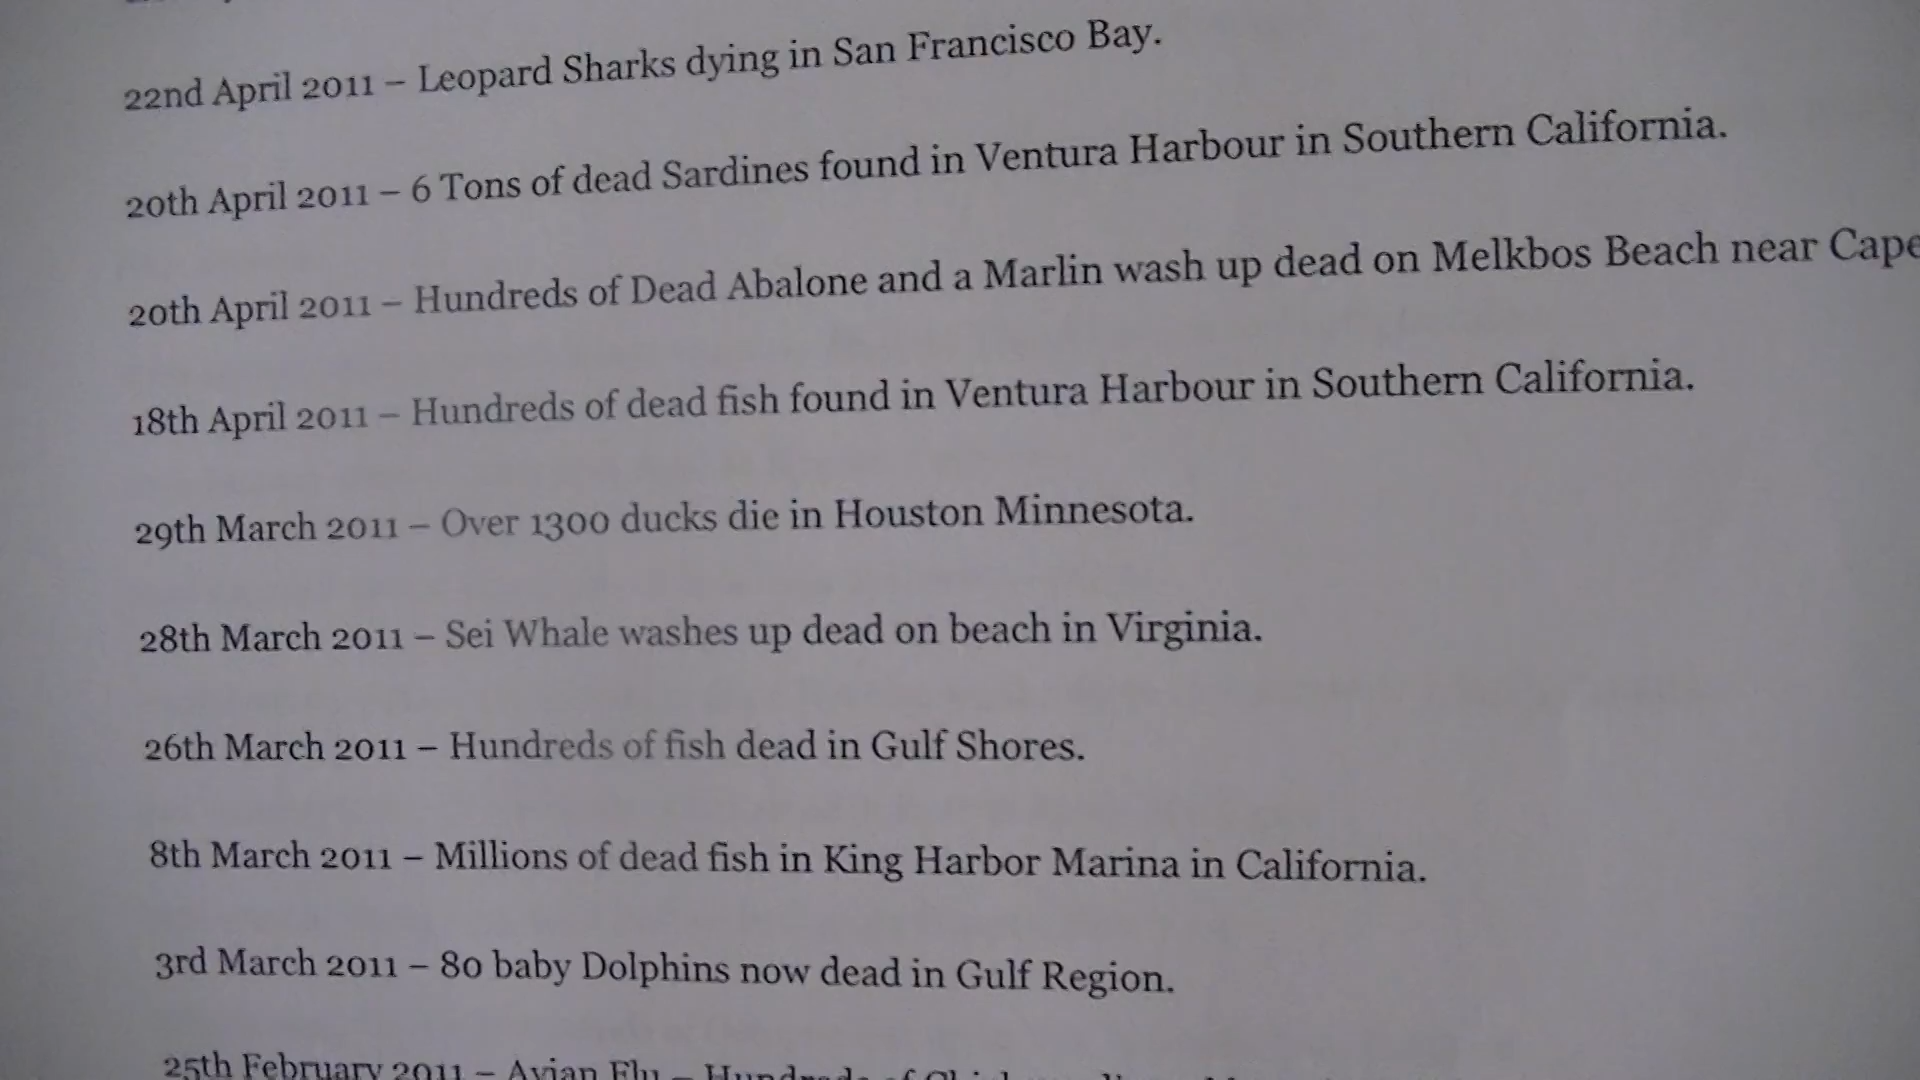 22nd April 2011 – Leopard Sharks dying in San Francisco Bay.
20th April 2011 – 6 Tons of dead Sardines found in Ventura Harbour in Southern California.
20th April 2011 – Hundreds of Dead Abalone and a Marlin wash up dead on Melkbos Beach near Cape
18th April 2011 – Hundreds of dead fish found in Ventura Harbour in Southern California.
29th March 2011 – Over 1300 ducks die in Houston Minnesota.
28th March 2011 – Sei Whale washes up dead on beach in Virginia.
26th March 2011 – Hundreds of fish dead in Gulf Shores.
8th March 2011 – Millions of dead fish in King Harbor Marina in California.
3rd March 2011 – 80 baby Dolphins now dead in Gulf Region.
25th February 2011 – Avian Flu – Hundreds of